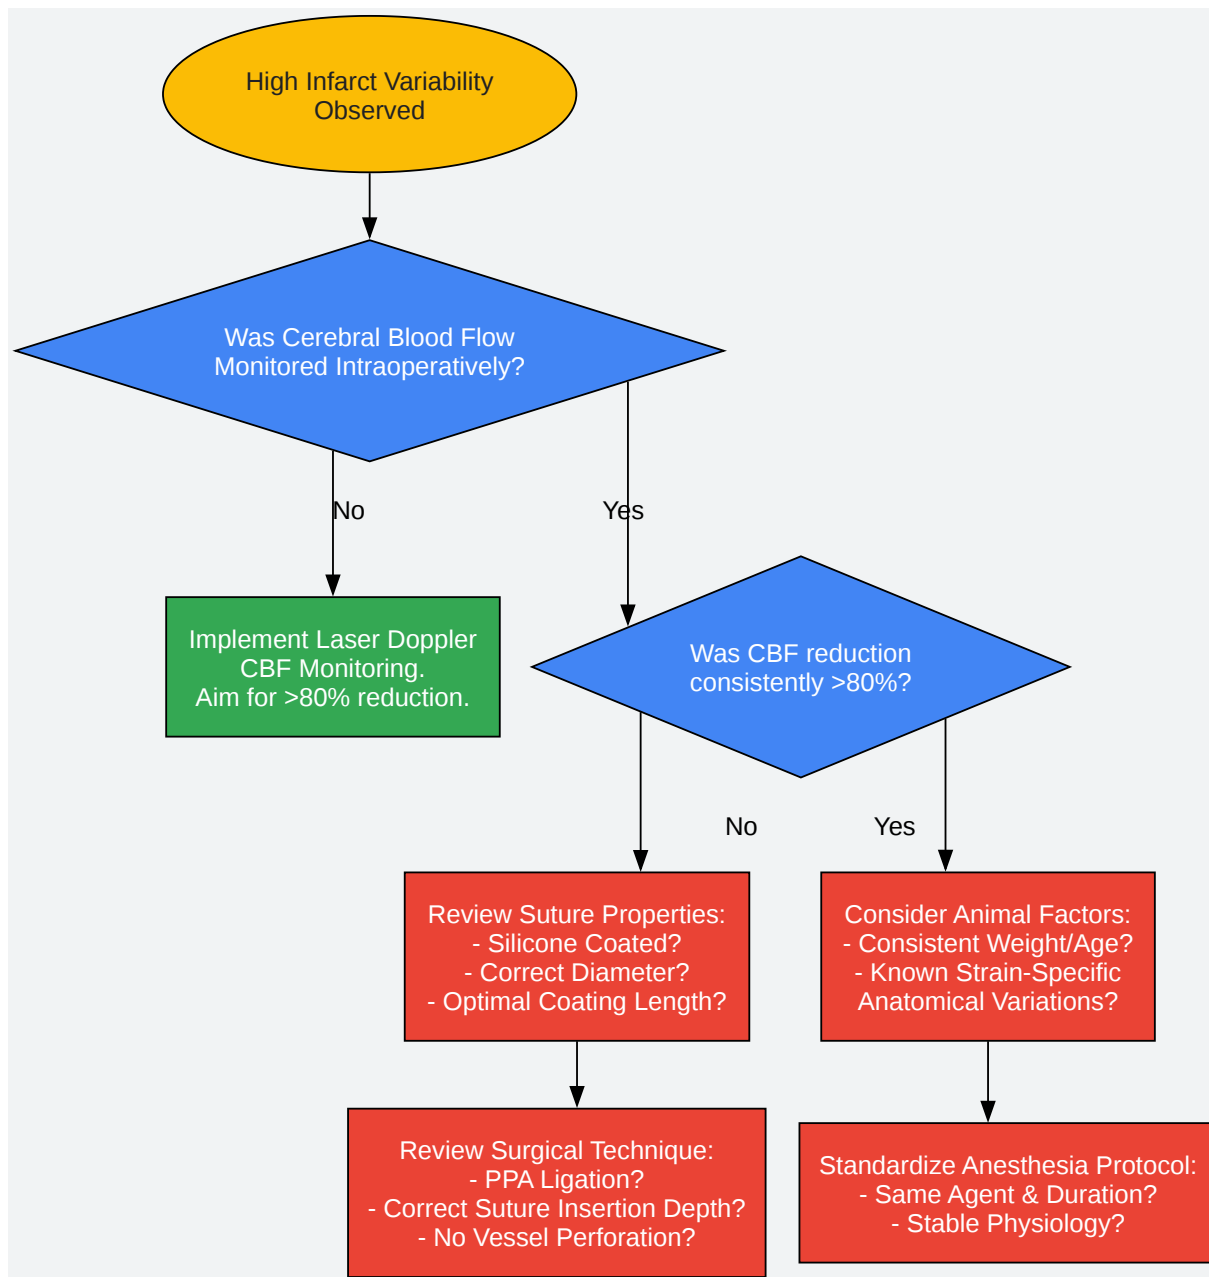 High Infarct Variability
Observed
Was Cerebral Blood Flow
Monitored Intraoperatively?
No
Yes
Implement Laser Doppler
CBF Monitoring.
Aim for >80% reduction.
Was CBF reduction
consistently >80%?
No
Yes
Review Suture Properties:
- Silicone Coated?
- Correct Diameter?
- Optimal Coating Length?
Consider Animal Factors:
- Consistent Weight/Age?
- Known Strain-Specific
Anatomical Variations?
Review Surgical Technique:
- PPA Ligation?
- Correct Suture Insertion Depth?
- No Vessel Perforation?
Standardize Anesthesia Protocol:
- Same Agent & Duration?
- Stable Physiology?